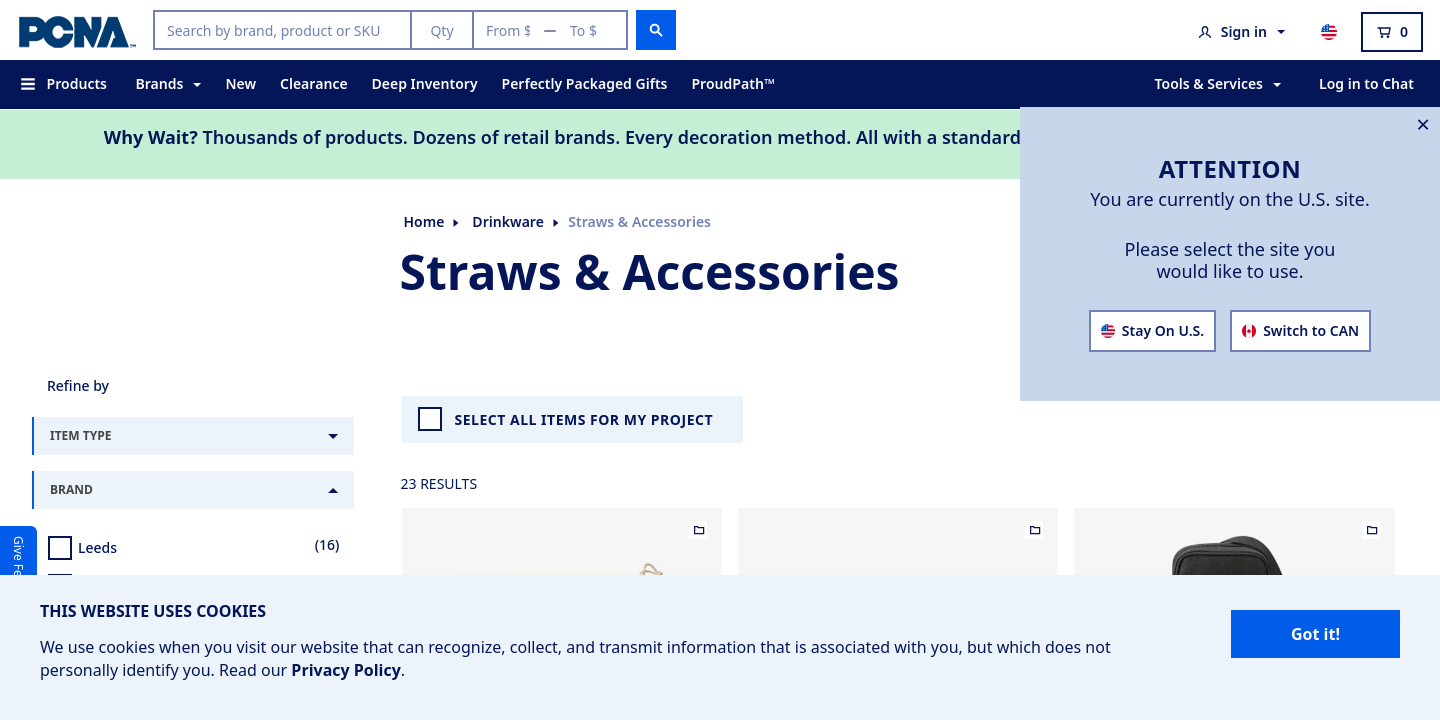 PCNA™
Search by brand, product or SKU
Qty
From $ — To $
Sign in
0
Products
Brands
New
Clearance
Deep Inventory
Perfectly Packaged Gifts
ProudPath™
Tools & Services
Log in to Chat
Why Wait? Thousands of products. Dozens of retail brands. Every decoration method. All with a standard
ATTENTION
You are currently on the U.S. site.
Please select the site you
would like to use.
Stay On U.S.
Switch to CAN
Home
Drinkware
Straws & Accessories
Straws & Accessories
Refine by
SELECT ALL ITEMS FOR MY PROJECT
ITEM TYPE
BRAND
23 RESULTS
Leeds
(16)
Give
THIS WEBSITE USES COOKIES
We use cookies when you visit our website that can recognize, collect, and transmit information that is associated with you, but which does not
personally identify you. Read our Privacy Policy.
Got it!